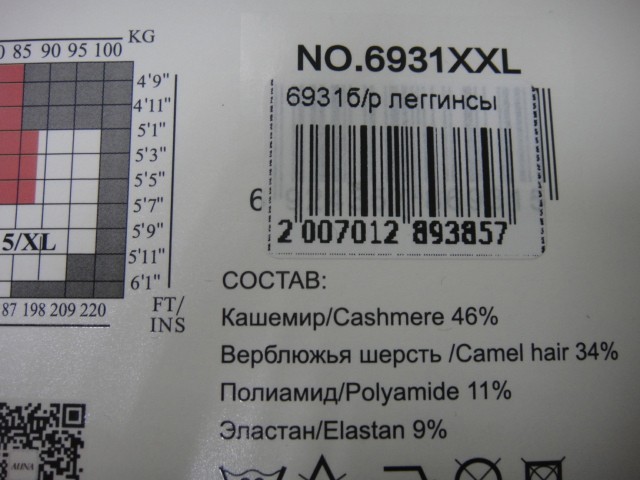 KG
85 90 95 100
4'9"
4'11"
5'1"
5'3"
5'5"
5'7"
5'9"
5'11"
6'1"
5/XL
87 198 209 220
FT/
INS
NO.6931XXL
6931б/р леггинсы
6
2 007012 893857
СОСТАВ:
Кашемир/Cashmere 46%
Верблюжья шерсть /Camel hair 34%
Полиамид/Polyamide 11%
Эластан/Elastan 9%
ALINA